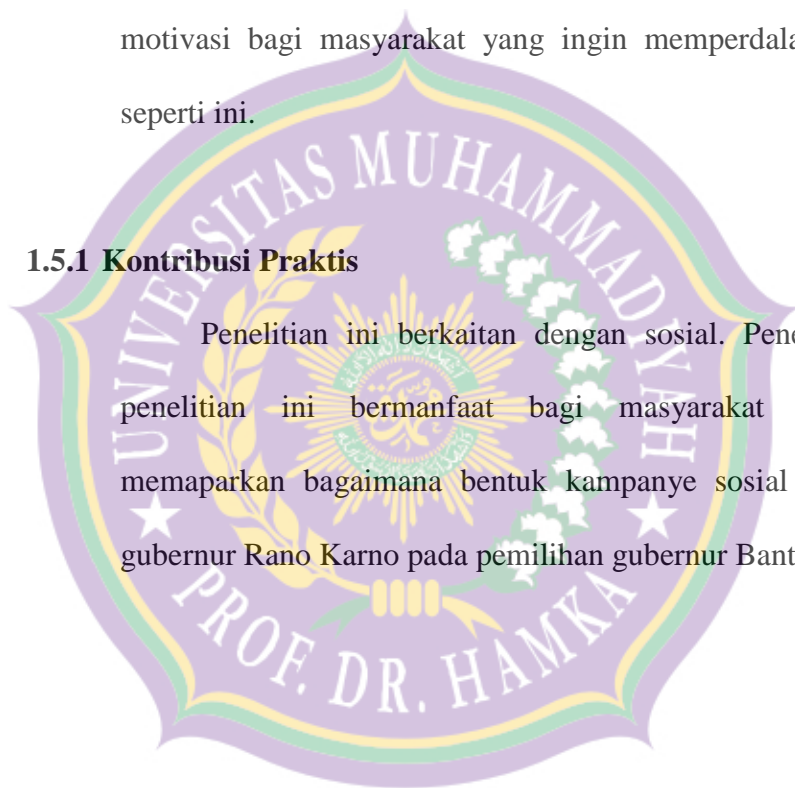 motivasi bagi masyarakat yang ingin memperdala
seperti ini.
1.5.1 Kontribusi Praktis
Penelitian ini berkaitan dengan sosial. Pene
penelitian ini bermanfaat bagi masyarakat
memaparkan bagaimana bentuk kampanye sosial
gubernur Rano Karno pada pemilihan gubernur Bant
UNIVERSITAS MUHAMMADIYAH
PROF. DR. HAMKA